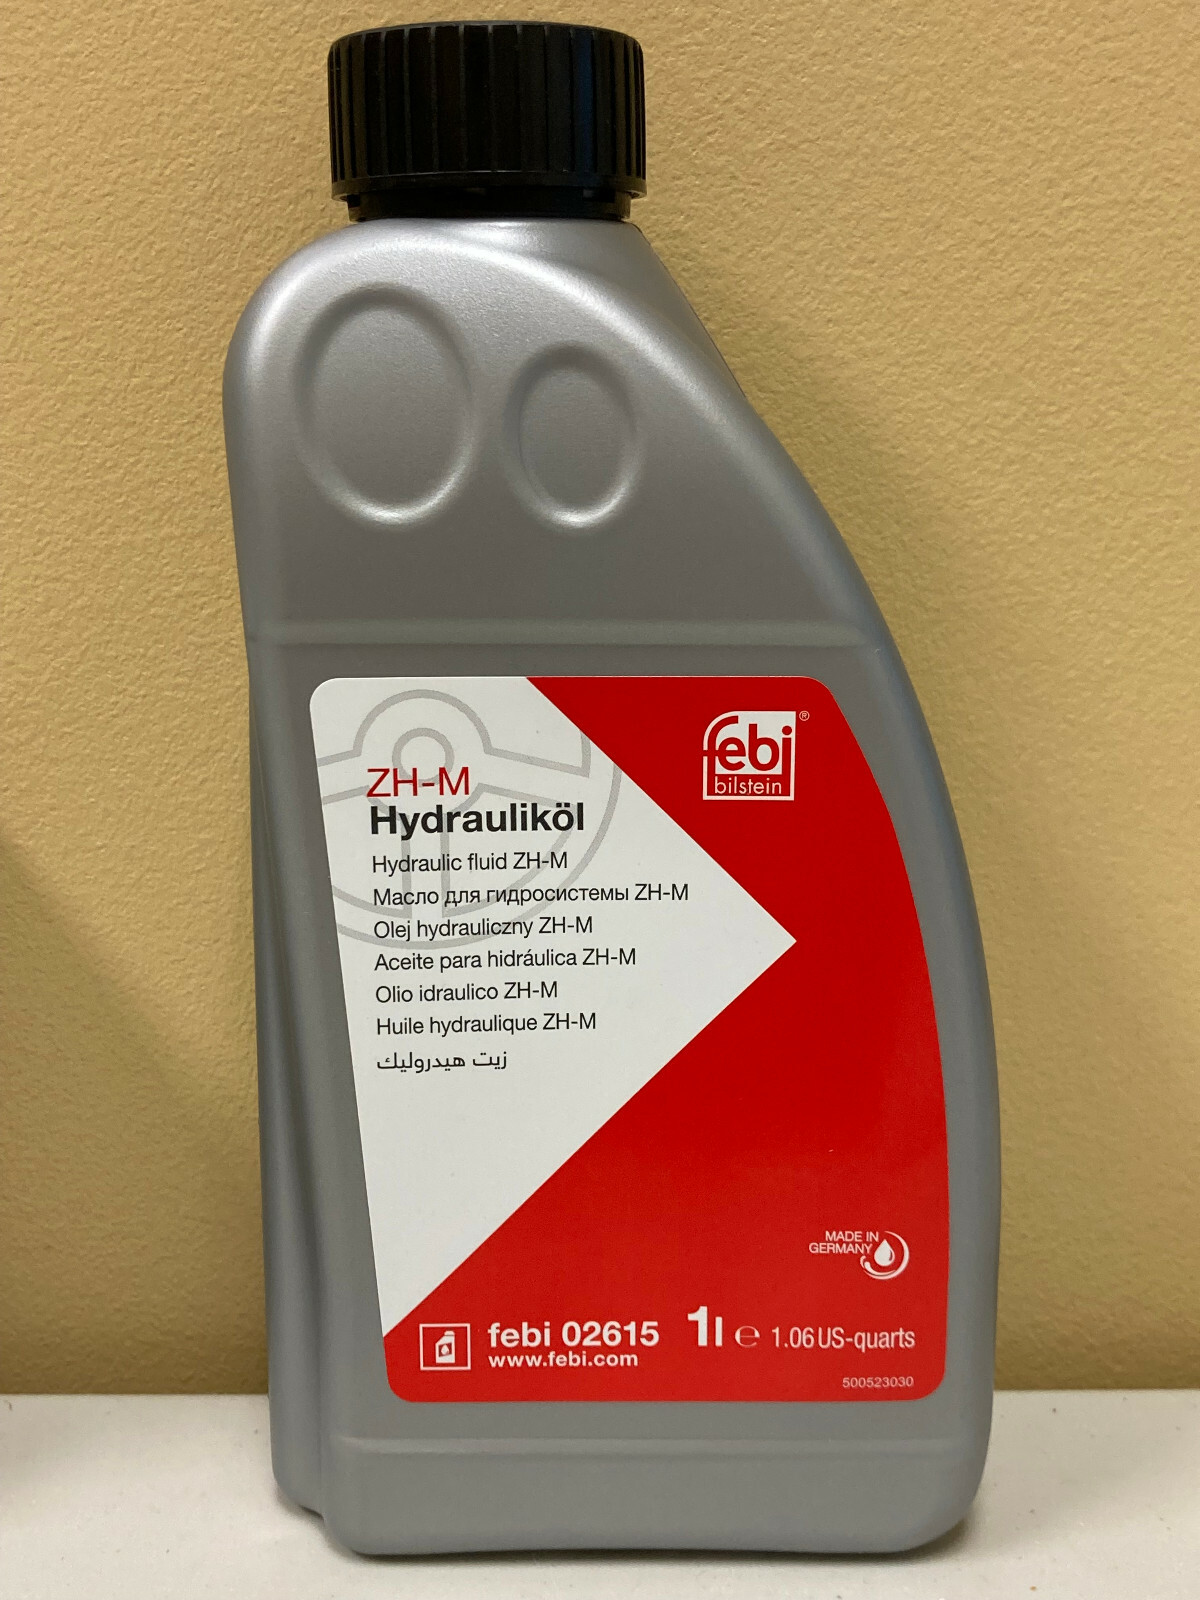 febi®
bilstein
ZH-M
Hydrauliköl
Hydraulic fluid ZH-M
Масло для гидросистемы ZH-M
Olej hydrauliczny ZH-M
Aceite para hidráulica ZH-M
Olio idraulico ZH-M
Huile hydraulique ZH-M
زيت هيدروليك
MADE IN
GERMANY
febi 02615 1l ℮ 1.06 US-quarts
www.febi.com
500523030